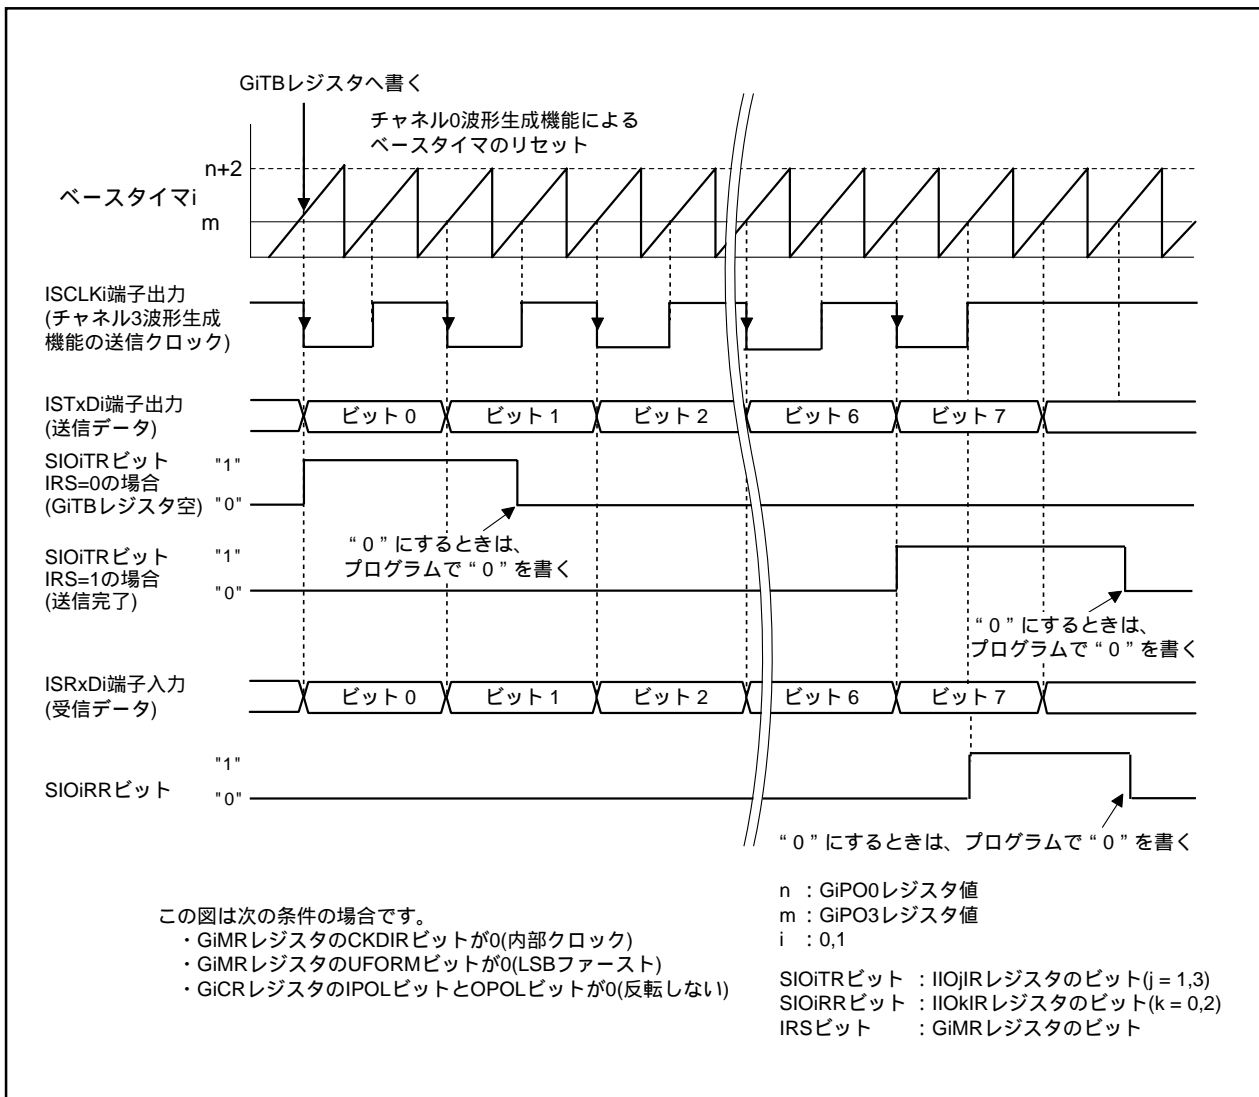 GiTBレジスタへ書く
チャネル0波形生成機能による
ベースタイマのリセット
n+2
ベースタイマi
m
ISCLKi端子出力
(チャネル3波形生成
機能の送信クロック)
ISTxDi端子出力
(送信データ)
ビット 0
ビット 1
ビット 2
ビット 6
ビット 7
SIOiTRビット
IRS=0の場合
(GiTBレジスタ空)
"1"
"0"
“ 0 ” にするときは、
プログラムで “ 0 ” を書く
SIOiTRビット
IRS=1の場合
(送信完了)
"1"
"0"
“ 0 ” にするときは、
プログラムで “ 0 ” を書く
ISRxDi端子入力
(受信データ)
ビット 0
ビット 1
ビット 2
ビット 6
ビット 7
SIOiRRビット
"1"
"0"
“ 0 ” にするときは、プログラムで “ 0 ” を書く
この図は次の条件の場合です。
・GiMRレジスタのCKDIRビットが0(内部クロック)
・GiMRレジスタのUFORMビットが0(LSBファースト)
・GiCRレジスタのIPOLビットとOPOLビットが0(反転しない)
n : GiPO0レジスタ値
m : GiPO3レジスタ値
i : 0,1
SIOiTRビット : IIOjIRレジスタのビット(j = 1,3)
SIOiRRビット : IIOkIRレジスタのビット(k = 0,2)
IRSビット : GiMRレジスタのビット